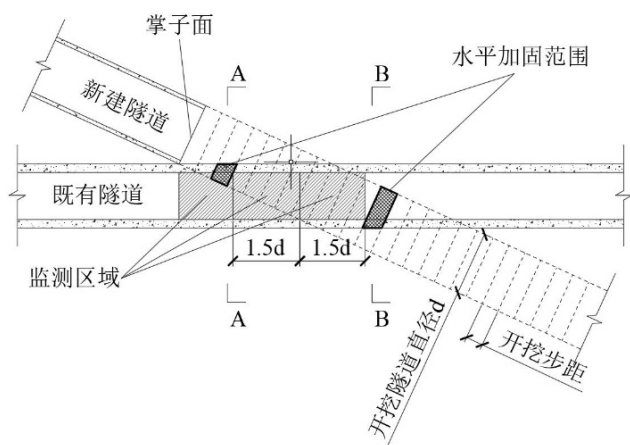 掌子面
A
B
水平加固范围
新建隧道
既有隧道
1.5d
1.5d
监测区域
A
B
开挖隧道直径d
开挖步距